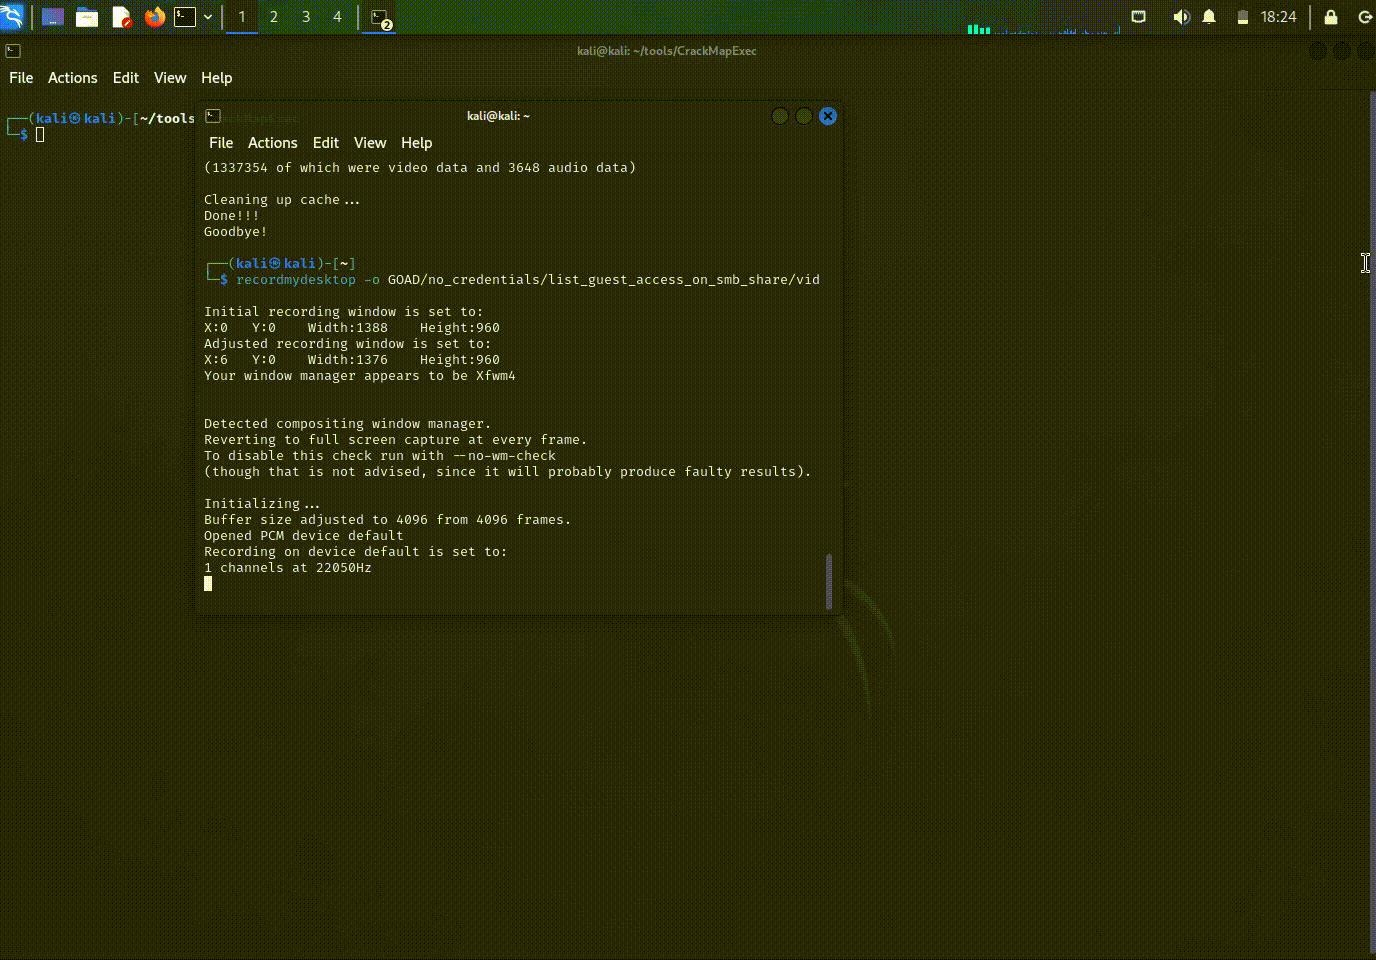 1 2 3 4 2 18:24
kali@kali: ~/tools/CrackMapExec
File Actions Edit View Help
┌──(kali㉿kali)-[~/tools
└─$
kali@kali: ~
File Actions Edit View Help
(1337354 of which were video data and 3648 audio data)
Cleaning up cache...
Done!!!
Goodbye!
┌──(kali㉿kali)-[~]
└─$ recordmydesktop -o GOAD/no_credentials/list_guest_access_on_smb_share/vid
Initial recording window is set to:
X:0 Y:0 Width:1388 Height:960
Adjusted recording window is set to:
X:6 Y:0 Width:1376 Height:960
Your window manager appears to be Xfwm4
Detected compositing window manager.
Reverting to full screen capture at every frame.
To disable this check run with --no-wm-check
(though that is not advised, since it will probably produce faulty results).
Initializing...
Buffer size adjusted to 4096 from 4096 frames.
Opened PCM device default
Recording on device default is set to:
1 channels at 22050Hz